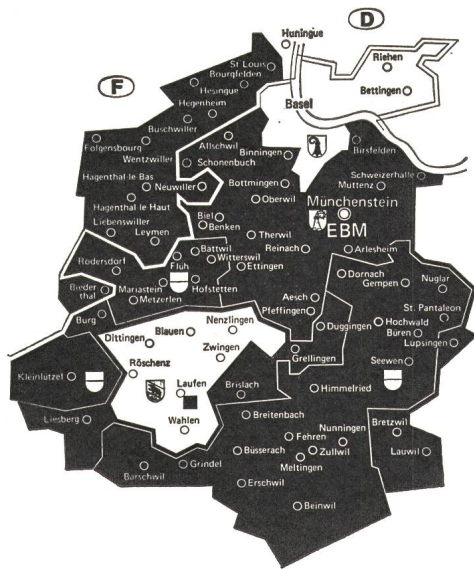 D
Huningue
Riehen
St Louis
Bourgfelden
F
Hesingue
Bettingen
Hegenheim
Basel
Buschwiller
Allschwil
Birsfelden
Folgensbourg
Wentzwiller
Schonenbuch
Binningen
Schweizerhalle
Hagenthal-le-Bas
Neuwiller
Bottmingen
Muttenz
Hagenthal-le-Haut
Oberwil
Münchenstein
Biel
Liebenswiller
Benken
EBM
Leymen
Therwil
Reinach
Arlesheim
Battwil
Rodersdorf
Flüh
Witterswil
Ettingen
Dornach
Gempen
Nuglar
Bieder
thal
Mariastein
Hofstetten
Metzerlen
Aesch
Pfeffingen
St. Pantaleon
Burg
Nenzlingen
Duggingen
Hochwald
Blauen
Büren
Dittingen
Lupsingen
Zwingen
Grellingen
Röschenz
Seewen
Kleinlützel
Laufen
Brislach
Himmelried
Liesberg
Wahlen
Breitenbach
Bretzwil
Nunningen
Fehren
Büsserach
Zullwil
Lauwil
Grindel
Meltingen
Barschwil
Erschwil
Beinwil